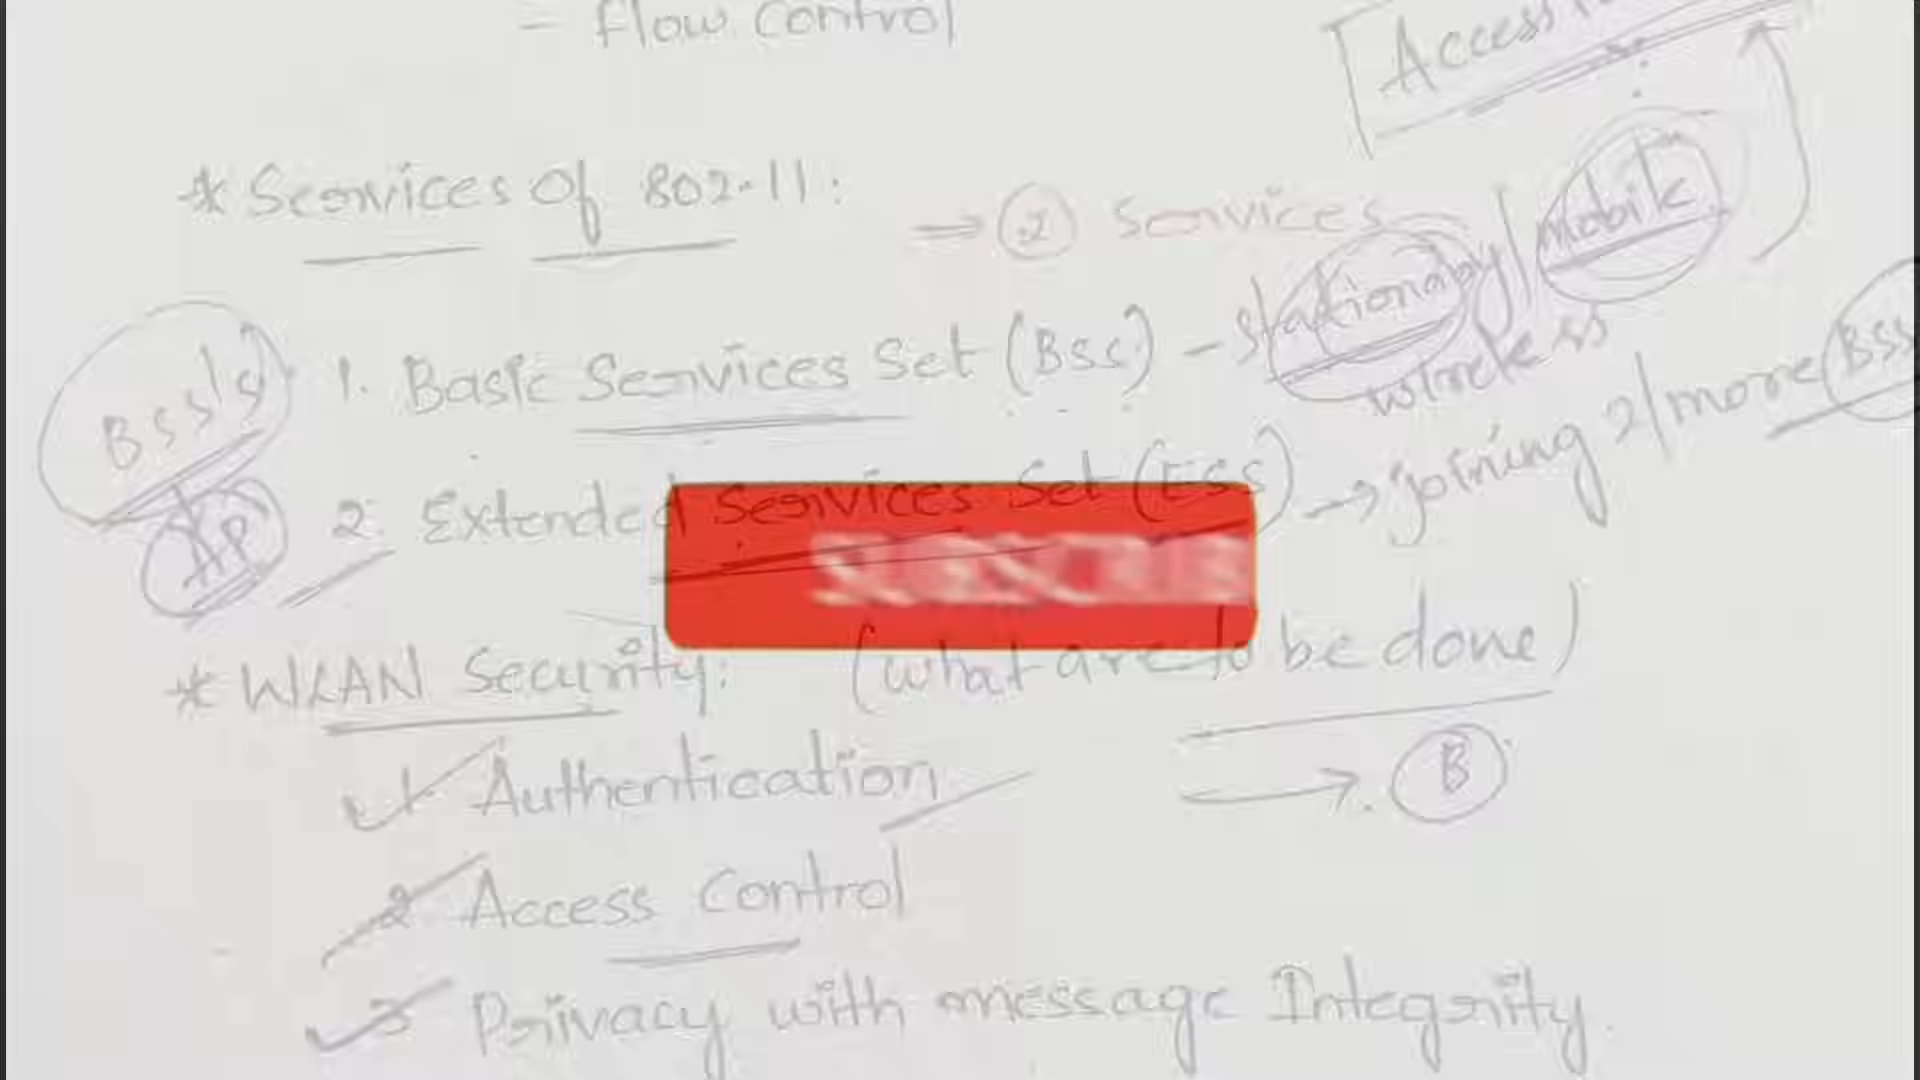 - flow control
Access
* Services Of 802.11:
→ 2 Services
1. Basic Services Set (BSS) - stationary/mobile
wireless
BSS's
2. Extended Services Set (ESS) → joining 2/more BSS
AP
SUBSCRIB
* WLAN Security: (what are to be done)
1 Authentication
→ B
2 Access control
3 Privacy with message Integrity.